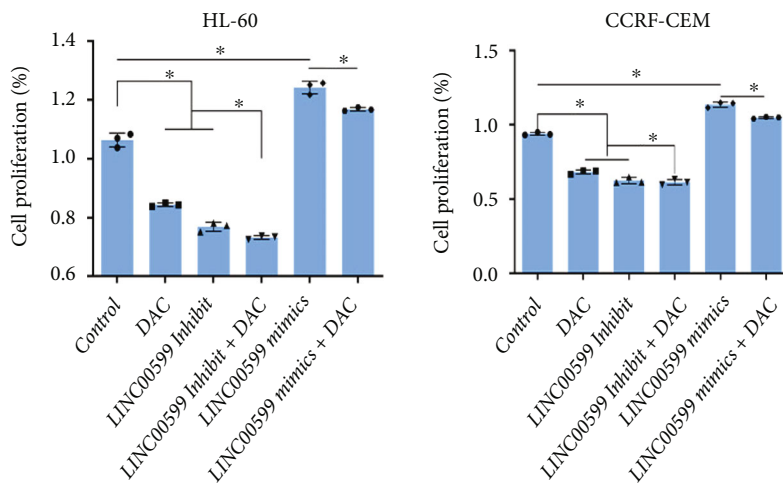 HL-60
Cell proliferation (%)
1.4
1.2
1.0
0.8
0.6
*
*
*
*
Control
DAC
LINC00599 Inhibit
LINC00599 Inhibit + DAC
LINC00599 mimics
LINC00599 mimics + DAC
CCRF-CEM
Cell proliferation (%)
1.5
1.0
0.5
0.0
*
*
*
*
Control
DAC
LINC00599 Inhibit
LINC00599 Inhibit + DAC
LINC00599 mimics
LINC00599 mimics + DAC